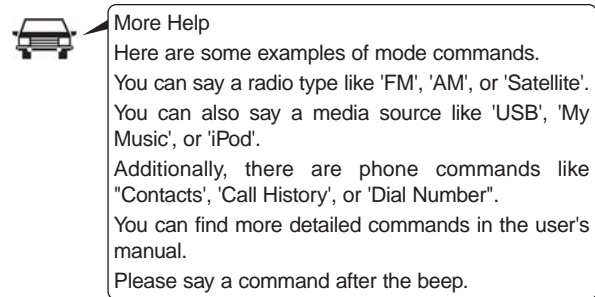 More Help
Here are some examples of mode commands.
You can say a radio type like 'FM', 'AM', or 'Satellite'.
You can also say a media source like 'USB', 'My
Music', or 'iPod'.
Additionally, there are phone commands like
"Contacts', 'Call History', or 'Dial Number".
You can find more detailed commands in the user's
manual.
Please say a command after the beep.